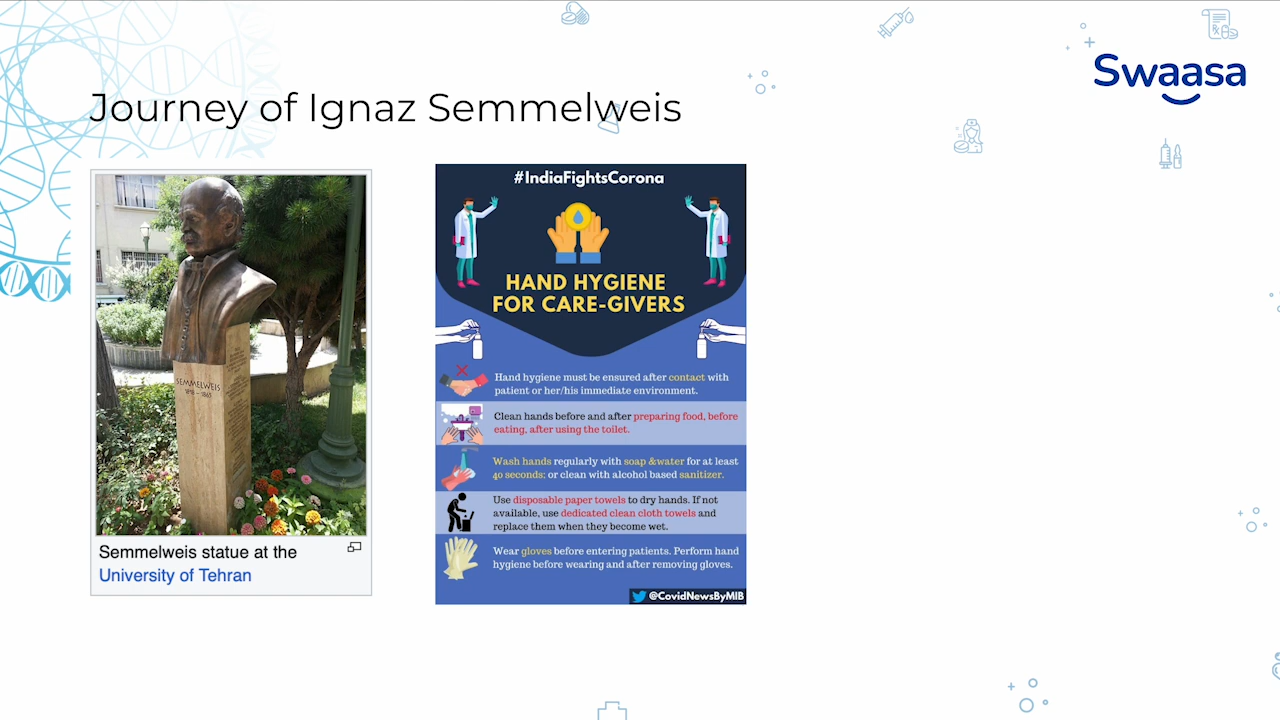 Swaasa
Journey of Ignaz Semmelweis
SEMMELWEIS
Semmelweis statue at the
University of Tehran
#IndiaFightsCorona
HAND HYGIENE
FOR CARE-GIVERS
Hand hygiene must be ensured after contact with
patient or her/his immediate environment.
Clean hands before and after preparing food, before
eating, after using the toilet.
Wash hands regularly with soap &water for at least
40 seconds; or clean with alcohol based sanitizer.
Use disposable paper towels to dry hands. If not
available, use dedicated clean cloth towels and
replace them when they become wet.
Wear gloves before entering patients. Perform hand
hygiene before wearing and after removing gloves.
@CovidNewsByMIB